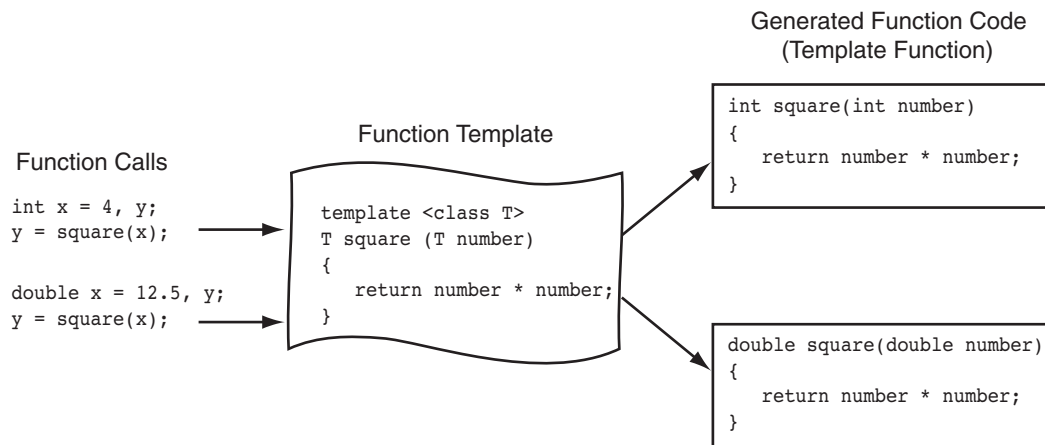 Function Calls
int x = 4, y;
y = square(x);
double x = 12.5, y;
y = square(x);
Function Template
template <class T>
T square (T number)
{
   return number * number;
}
Generated Function Code
(Template Function)
int square(int number)
{
   return number * number;
}
double square(double number)
{
   return number * number;
}